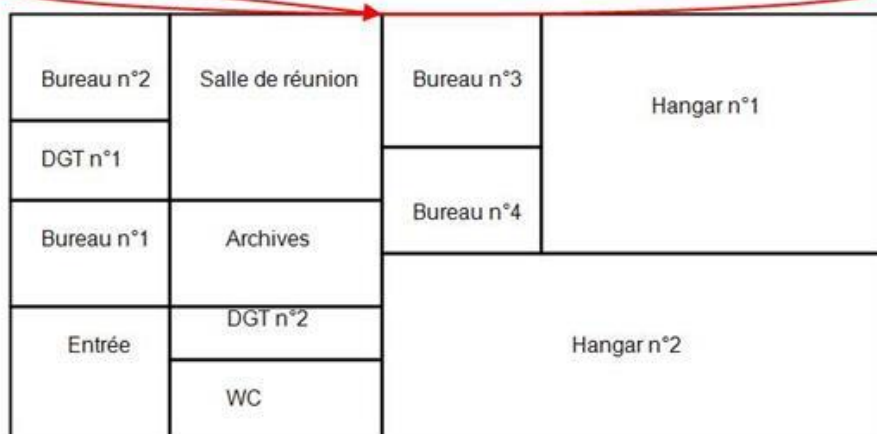 Bureau n°2
Salle de réunion
Bureau n°3
Hangar n°1
DGT n°1
Bureau n°4
Bureau n°1
Archives
DGT n°2
Entrée
Hangar n°2
WC